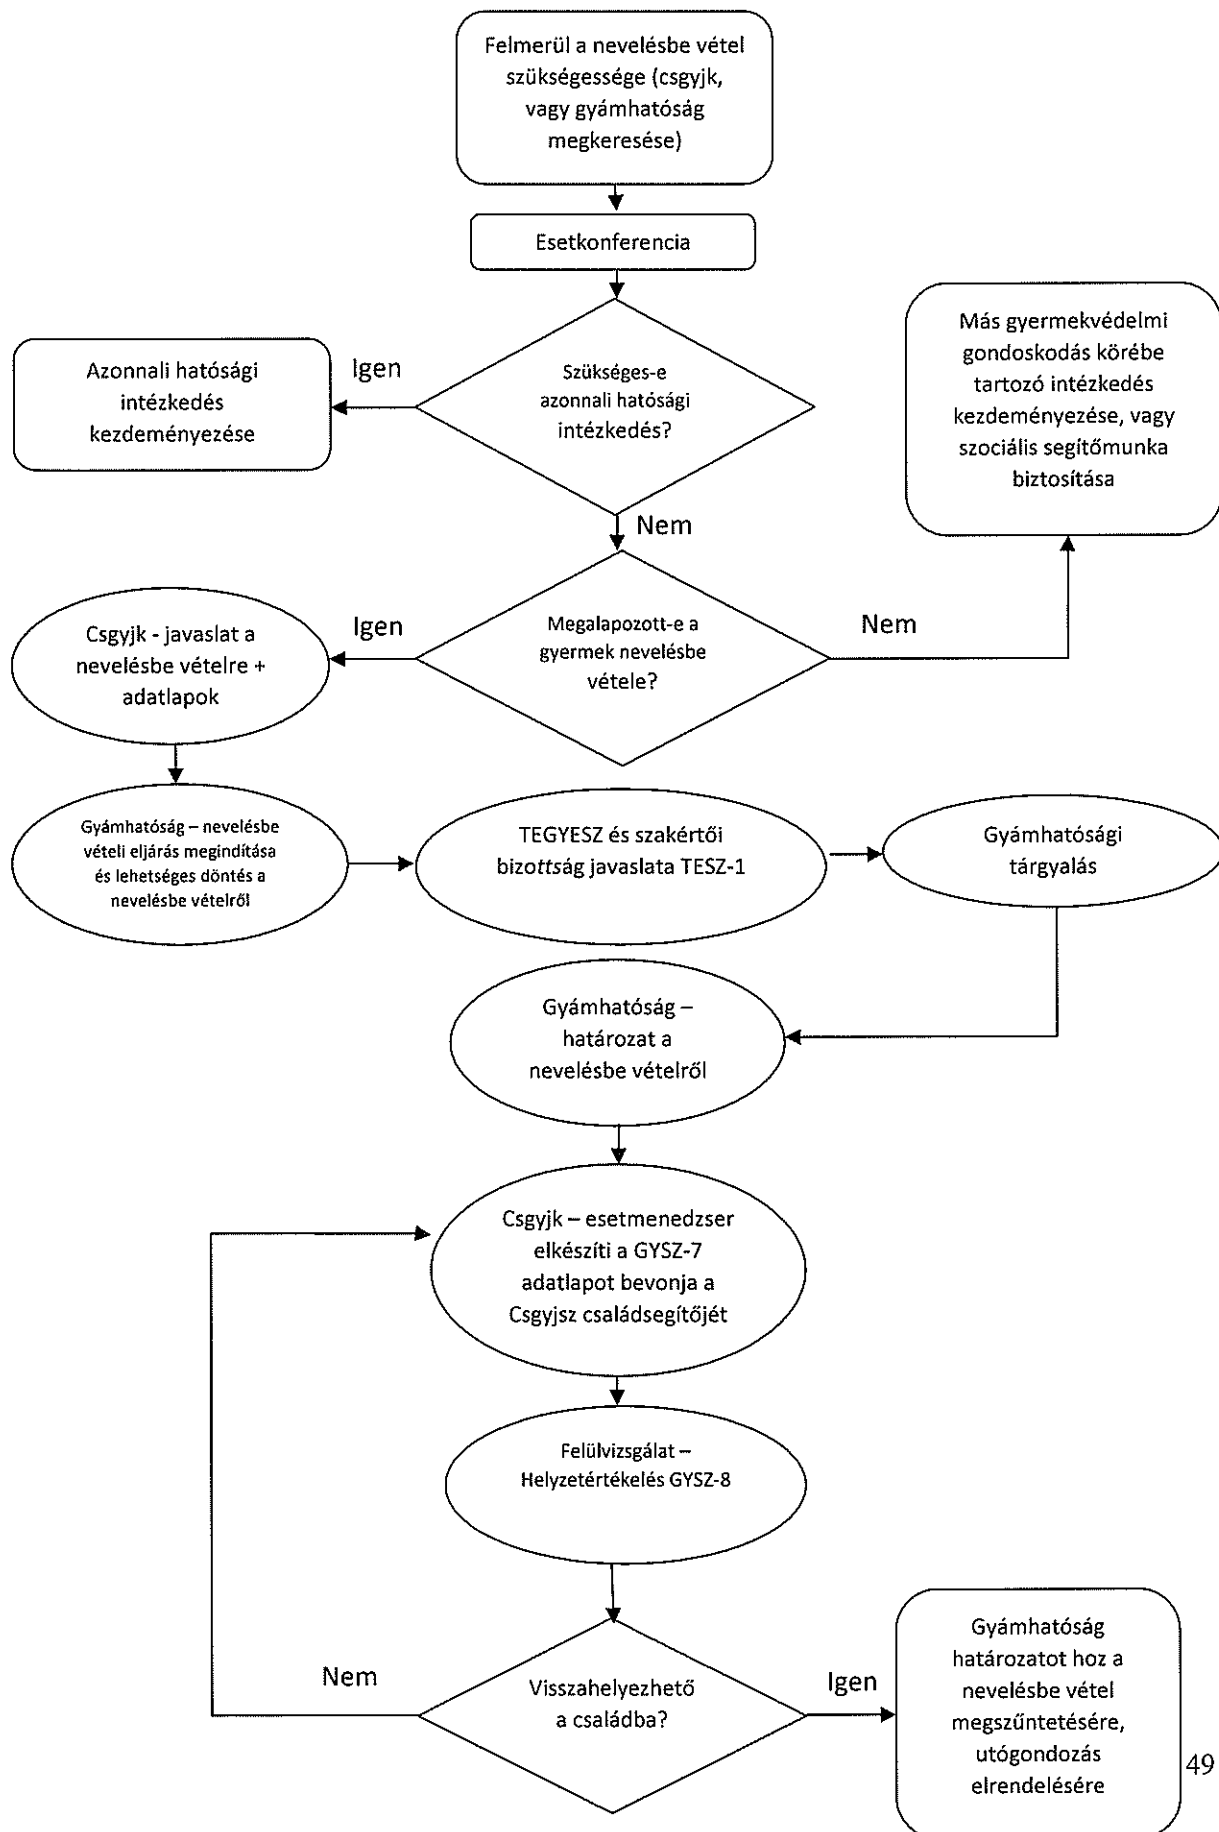 Felmerül a nevelésbe vétel
szükségessége (csgyjk,
vagy gyámhatóság
megkeresése)
Esetkonferencia
Szükséges-e
azonnali hatósági
intézkedés?
Igen
Azonnali hatósági
intézkedés
kezdeményezése
Nem
Megalapozott-e a
gyermek nevelésbe
vétele?
Nem
Más gyermekvédelmi
gondoskodás körébe
tartozó intézkedés
kezdeményezése, vagy
szociális segítőmunka
biztosítása
Igen
Csgyjk - javaslat a
nevelésbe vételre +
adatlapok
Gyámhatóság – nevelésbe
vételi eljárás megindítása
és lehetséges döntés a
nevelésbe vételről
TEGYESZ és szakértői
bizottság javaslata TESZ-1
Gyámhatósági
tárgyalás
Gyámhatóság –
határozat a
nevelésbe vételről
Csgyjk – esetmenedzser
elkészíti a GYSZ-7
adatlapot bevonja a
Csgyjsz családsegítőjét
Felülvizsgálat –
Helyzetértékelés GYSZ-8
Visszahelyezhető
a családba?
Nem
Igen
Gyámhatóság
határozatot hoz a
nevelésbe vétel
megszűntetésére,
utógondozás
elrendelésére
49